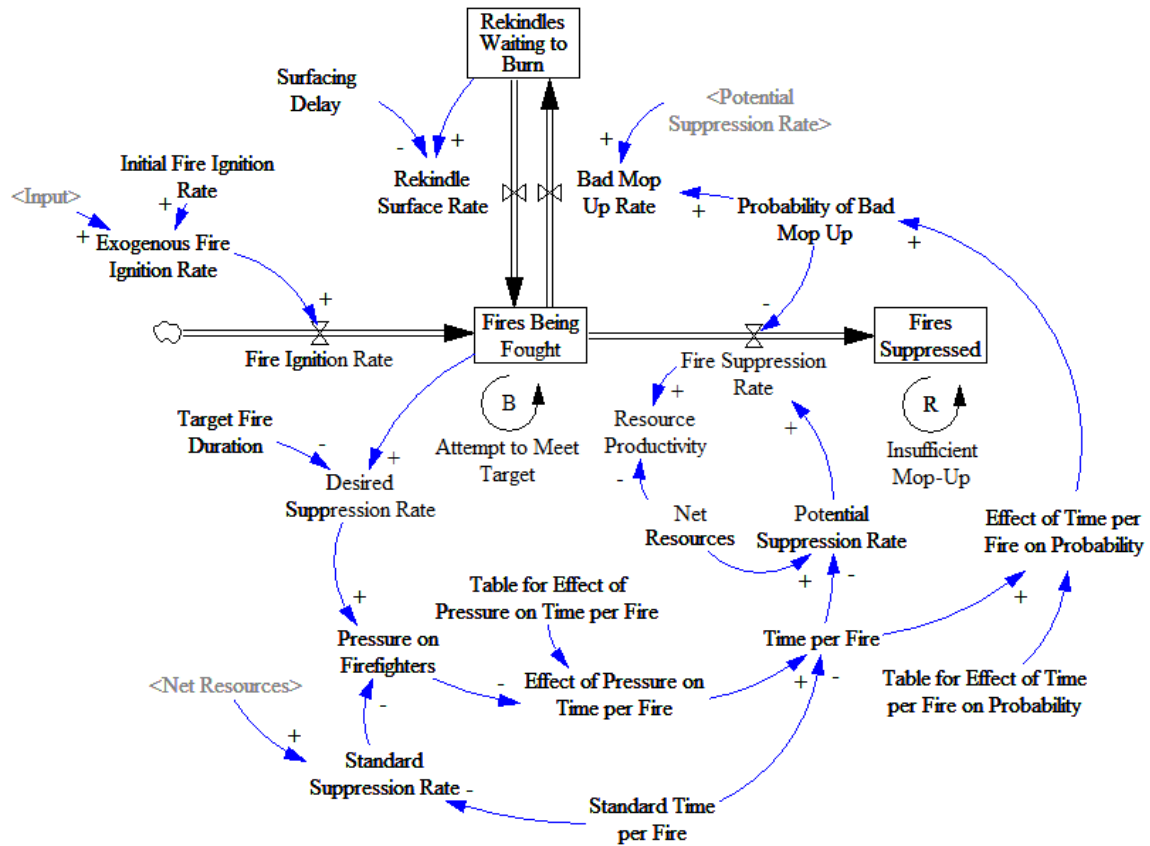 Rekindles
Waiting to
Burn
Surfacing
Delay
<Potential
Suppression Rate>
-
+
+
Initial Fire Ignition
Rate
<Input>
+
Rekindle
Surface Rate
Bad Mop
Up Rate
+
Probability of Bad
Mop Up
+
+
Exogenous Fire
Ignition Rate
+
-
Fire Ignition Rate
Fires Being
Fought
Fires
Suppressed
Fire Suppression
Rate
B
Attempt to Meet
Target
+
Resource
Productivity
-
+
R
Insufficient
Mop-Up
Target Fire
Duration
-
+
Desired
Suppression Rate
Net
Resources
Potential
Suppression Rate
+
-
Effect of Time per
Fire on Probability
+
+
Table for Effect of
Pressure on Time per Fire
Pressure on
Firefighters
Time per Fire
-
Effect of Pressure on
Time per Fire
+
-
Table for Effect of Time
per Fire on Probability
<Net Resources>
-
+
Standard
Suppression Rate
-
Standard Time
per Fire